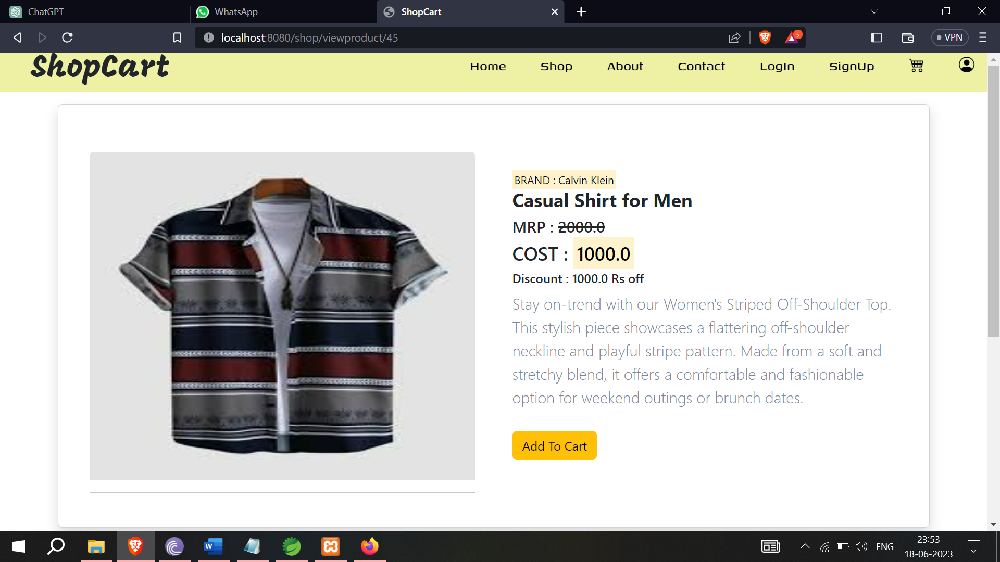 ChatGPT
WhatsApp
ShopCart
localhost:8080/shop/viewproduct/45
5
VPN
ShopCart
Home
Shop
About
Contact
LogIn
SignUp
BRAND : Calvin Klein
Casual Shirt for Men
MRP : 2000.0
COST : 1000.0
Discount : 1000.0 Rs off
Stay on-trend with our Women's Striped Off-Shoulder Top.
This stylish piece showcases a flattering off-shoulder
neckline and playful stripe pattern. Made from a soft and
stretchy blend, it offers a comfortable and fashionable
option for weekend outings or brunch dates.
Add To Cart
W
ENG
23:53
18-06-2023